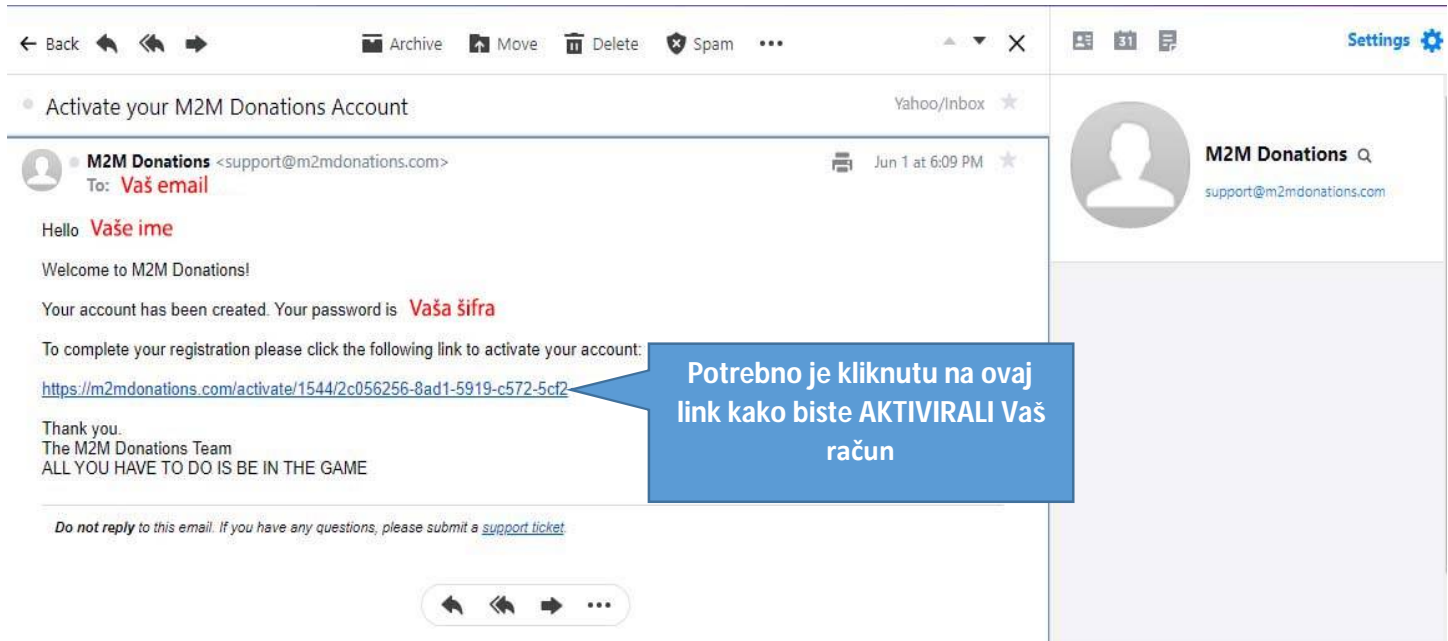 Back
Archive Move Delete Spam
Settings
Activate your M2M Donations Account
Yahoo/Inbox
M2M Donations <support@m2mdonations.com>
Jun 1 at 6:09 PM
To: Vaš email
Hello Vaše ime
Welcome to M2M Donations!
Your account has been created. Your password is Vaša šifra
To complete your registration please click the following link to activate your account:
https://m2mdonations.com/activate/1544/2c056256-8ad1-5919-c572-5cf2
Thank you.
The M2M Donations Team
ALL YOU HAVE TO DO IS BE IN THE GAME
Do not reply to this email. If you have any questions, please submit a support ticket.
Potrebno je kliknutu na ovaj
link kako biste AKTIVIRALI Vaš
račun
31
M2M Donations
support@m2mdonations.com